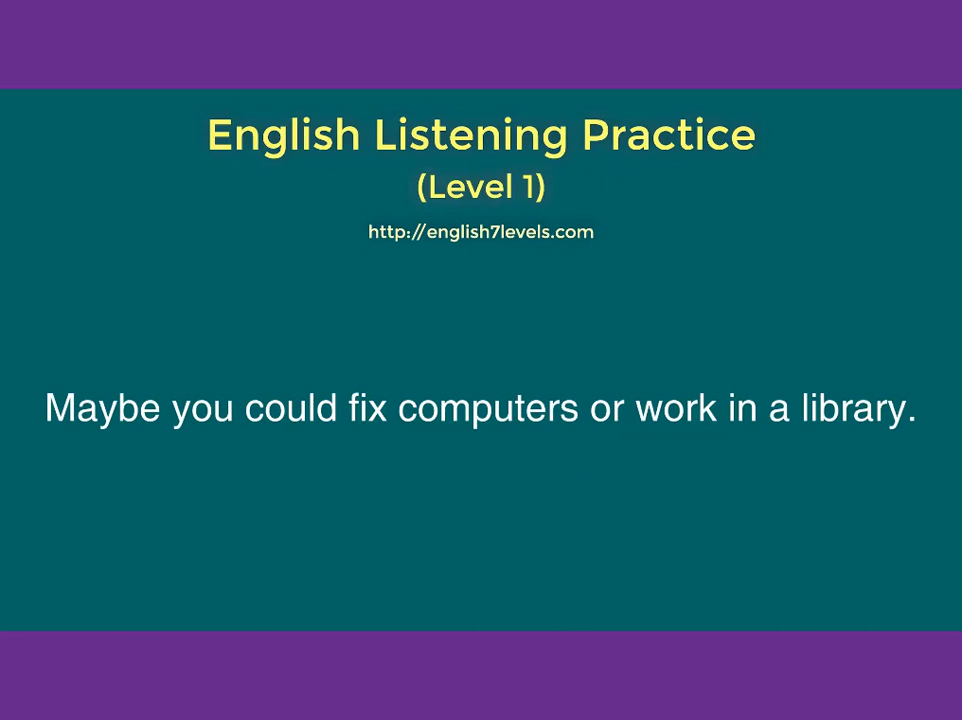 English Listening Practice
(Level 1)
http://english7levels.com
Maybe you could fix computers or work in a library.